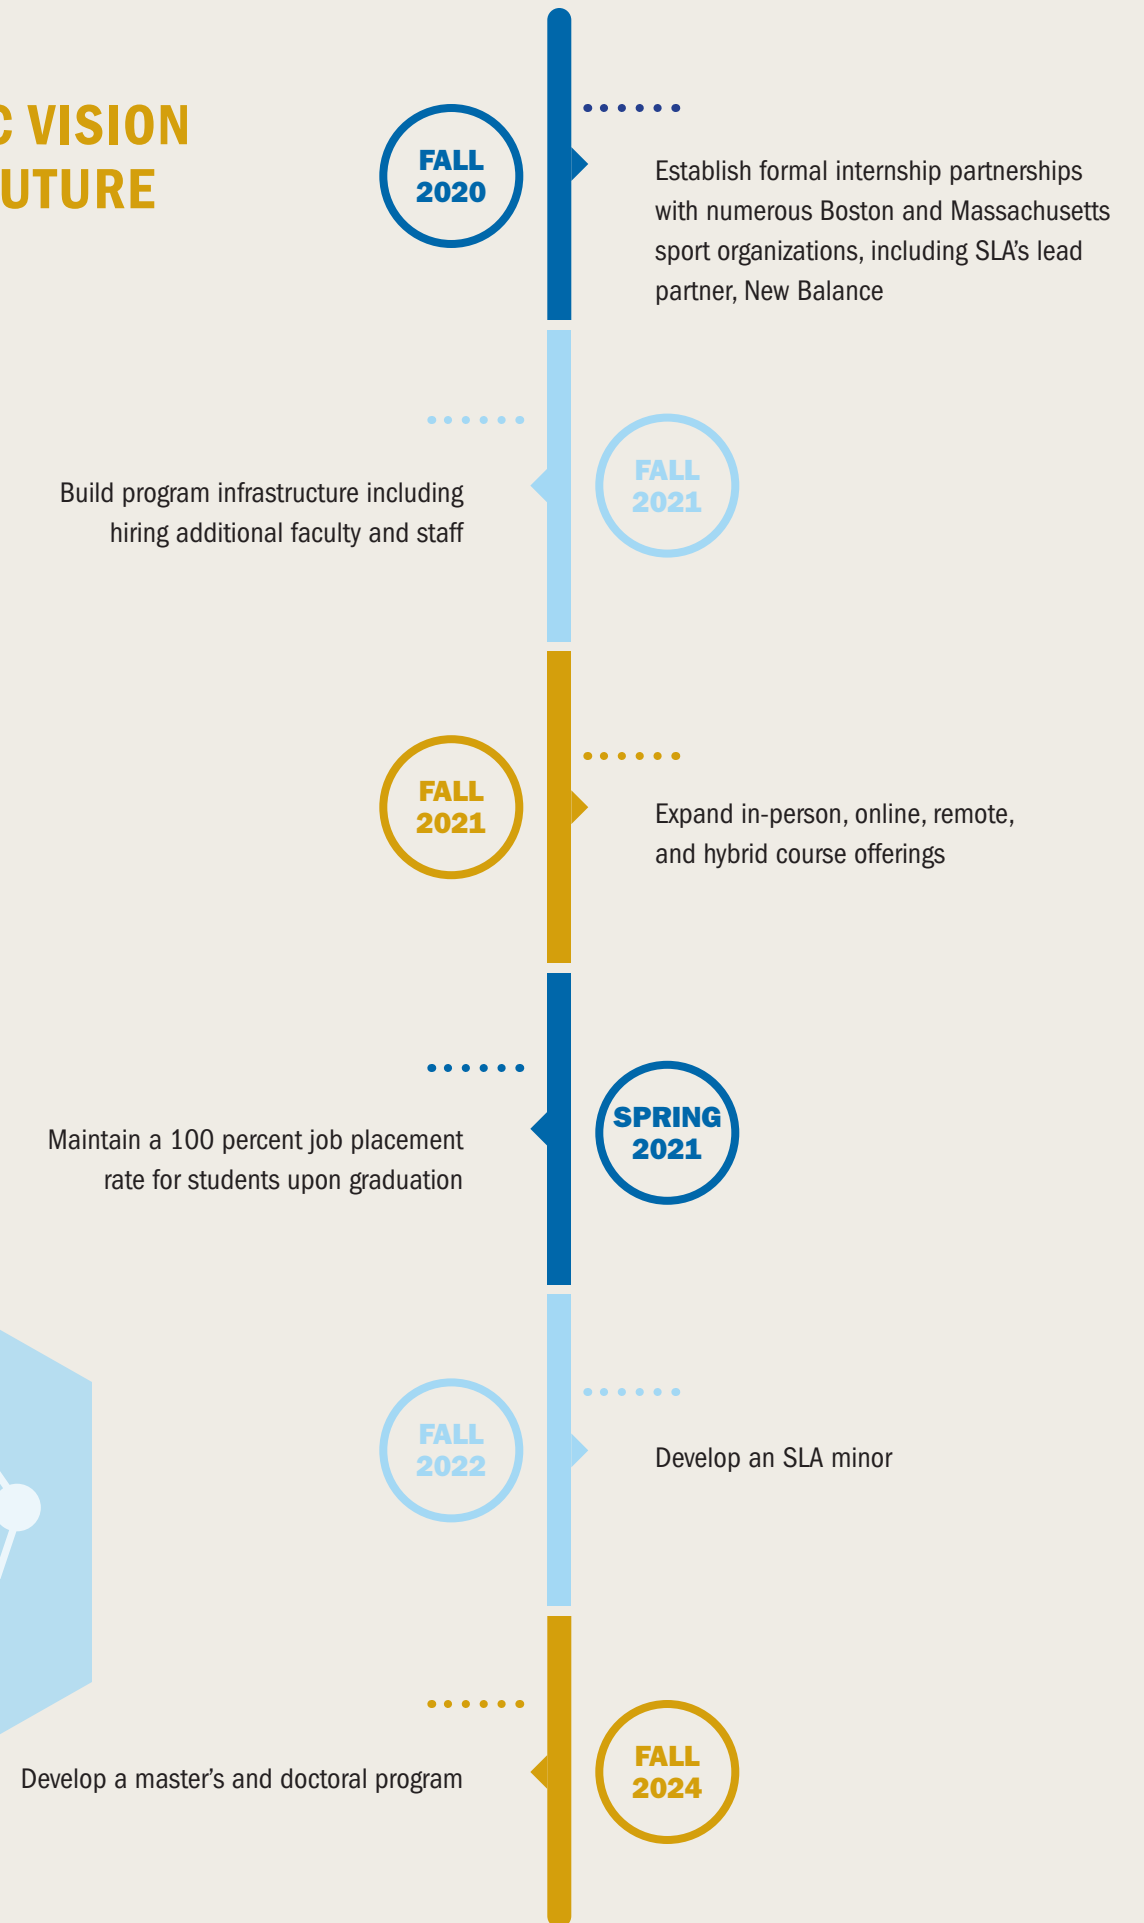 C VISION
UTURE
FALL
2020
Establish formal internship partnerships
with numerous Boston and Massachusetts
sport organizations, including SLA’s lead
partner, New Balance
Build program infrastructure including
hiring additional faculty and staff
FALL
2021
FALL
2021
Expand in-person, online, remote,
and hybrid course offerings
Maintain a 100 percent job placement
rate for students upon graduation
SPRING
2021
FALL
2022
Develop an SLA minor
Develop a master’s and doctoral program
FALL
2024